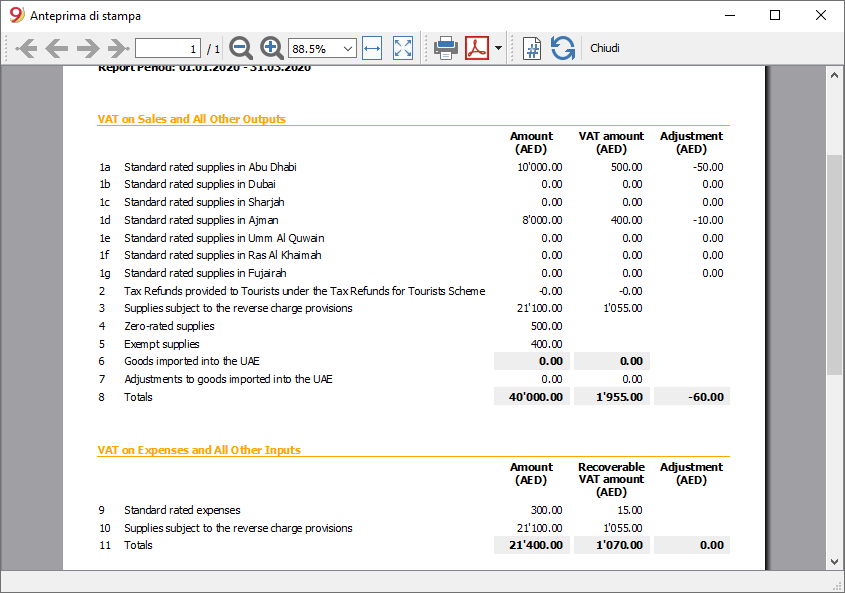 Anteprima di stampa
1 / 1 88.5% Chiudi
Report Period: 01.01.2020 - 31.03.2020
VAT on Sales and All Other Outputs
Amount (AED) VAT amount (AED) Adjustment (AED)
1a Standard rated supplies in Abu Dhabi 10'000.00 500.00 -50.00
1b Standard rated supplies in Dubai 0.00 0.00 0.00
1c Standard rated supplies in Sharjah 0.00 0.00 0.00
1d Standard rated supplies in Ajman 8'000.00 400.00 -10.00
1e Standard rated supplies in Umm Al Quwain 0.00 0.00 0.00
1f Standard rated supplies in Ras Al Khaimah 0.00 0.00 0.00
1g Standard rated supplies in Fujairah 0.00 0.00 0.00
2 Tax Refunds provided to Tourists under the Tax Refunds for Tourists Scheme -0.00 -0.00
3 Supplies subject to the reverse charge provisions 21'100.00 1'055.00
4 Zero-rated supplies 500.00
5 Exempt supplies 400.00
6 Goods imported into the UAE 0.00 0.00
7 Adjustments to goods imported into the UAE 0.00 0.00
8 Totals 40'000.00 1'955.00 -60.00
VAT on Expenses and All Other Inputs
Amount (AED) Recoverable VAT amount (AED) Adjustment (AED)
9 Standard rated expenses 300.00 15.00
10 Supplies subject to the reverse charge provisions 21'100.00 1'055.00
11 Totals 21'400.00 1'070.00 0.00